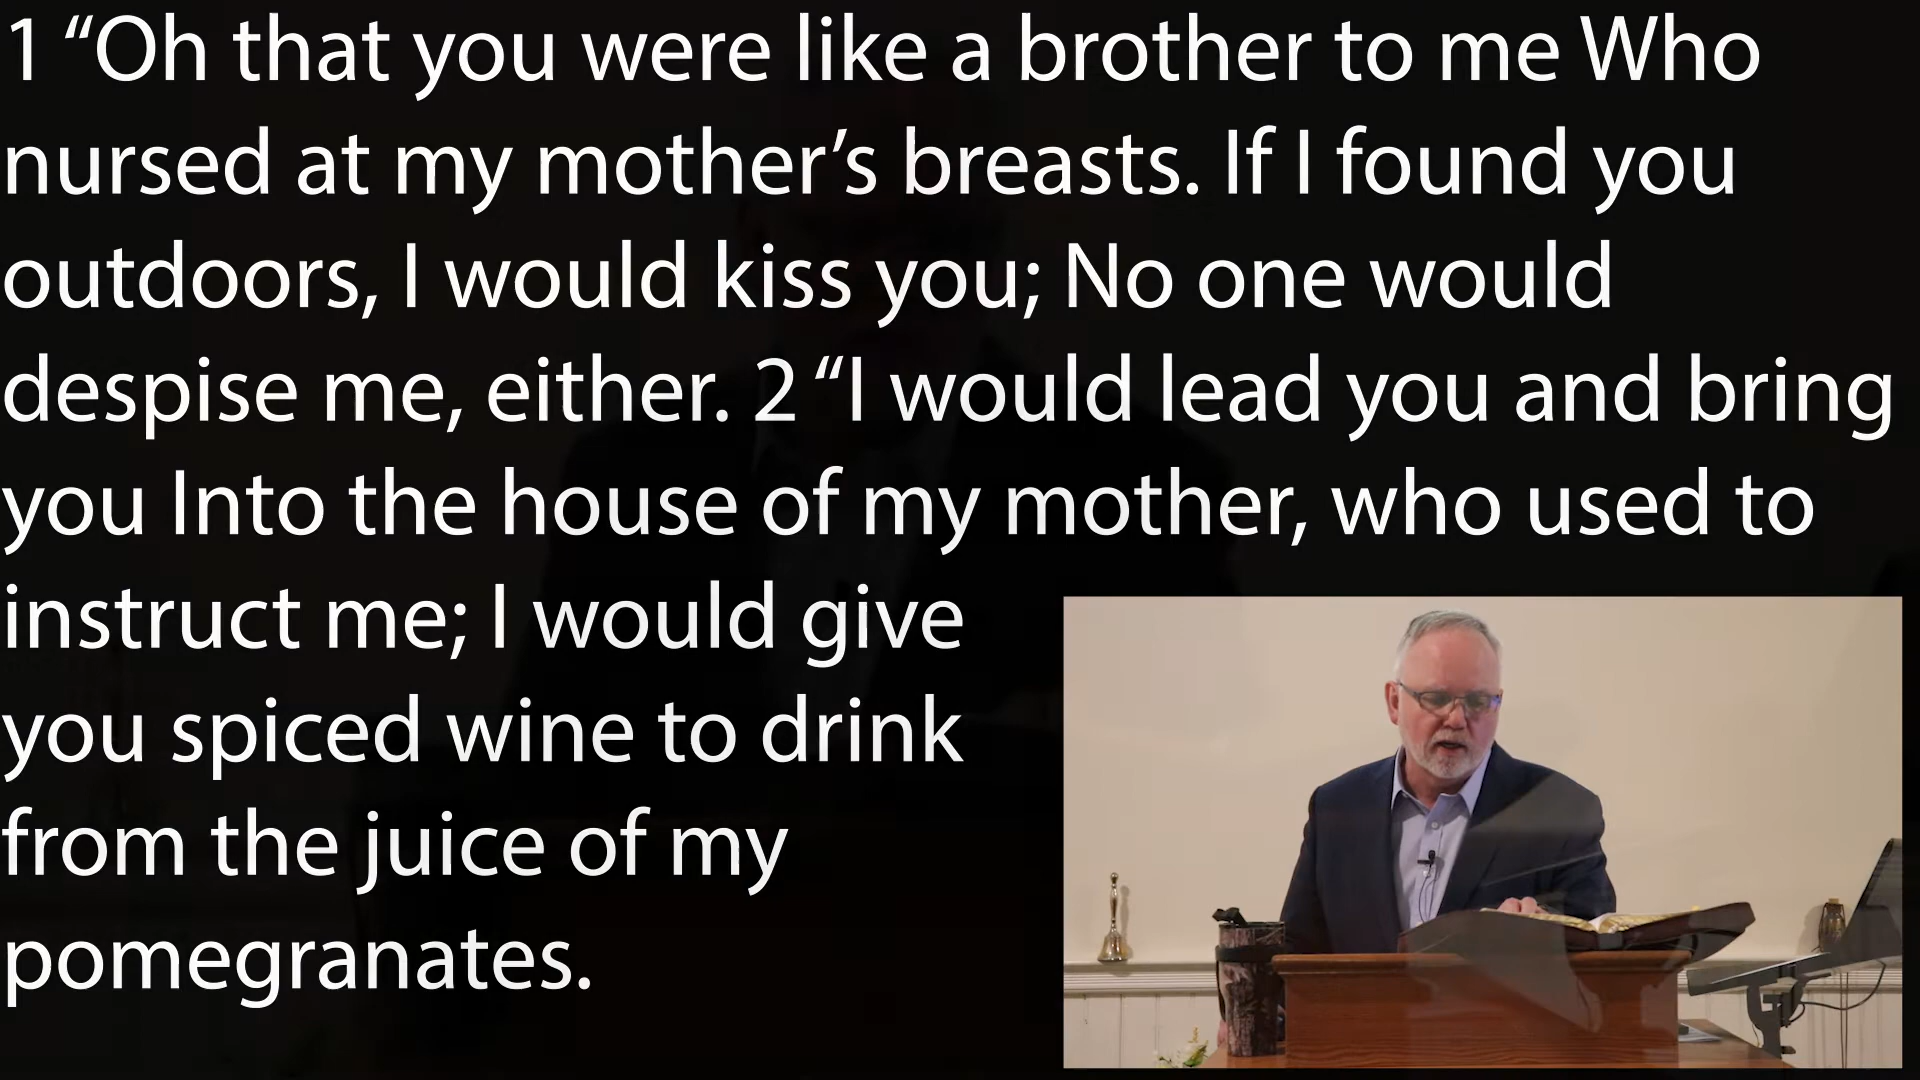 1 “Oh that you were like a brother to me Who
nursed at my mother’s breasts. If I found you
outdoors, I would kiss you; No one would
despise me, either. 2 “I would lead you and bring
you Into the house of my mother, who used to
instruct me; I would give
you spiced wine to drink
from the juice of my
pomegranates.